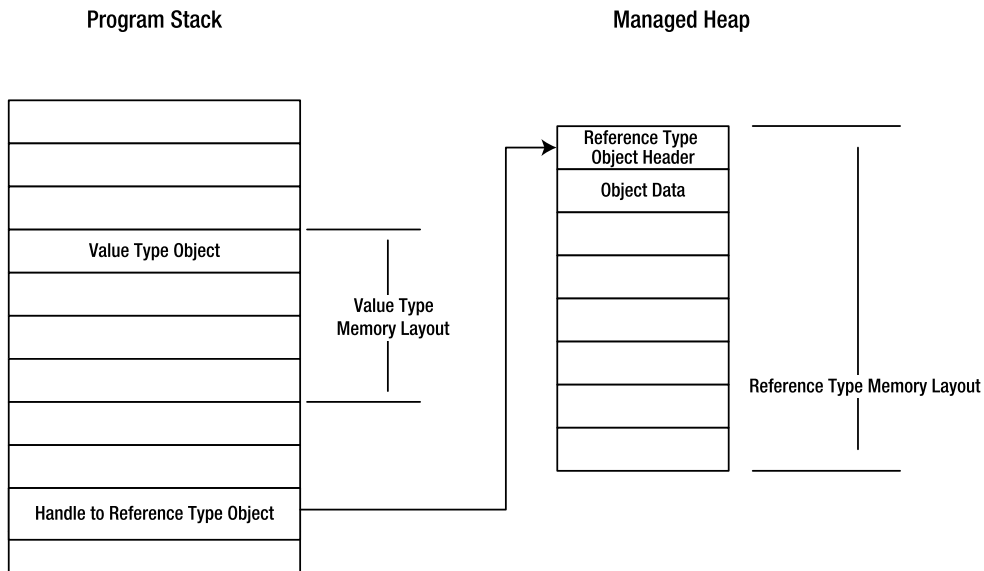 Program Stack
Managed Heap
Reference Type
Object Header
Object Data
Value Type Object
Value Type
Memory Layout
Reference Type Memory Layout
Handle to Reference Type Object